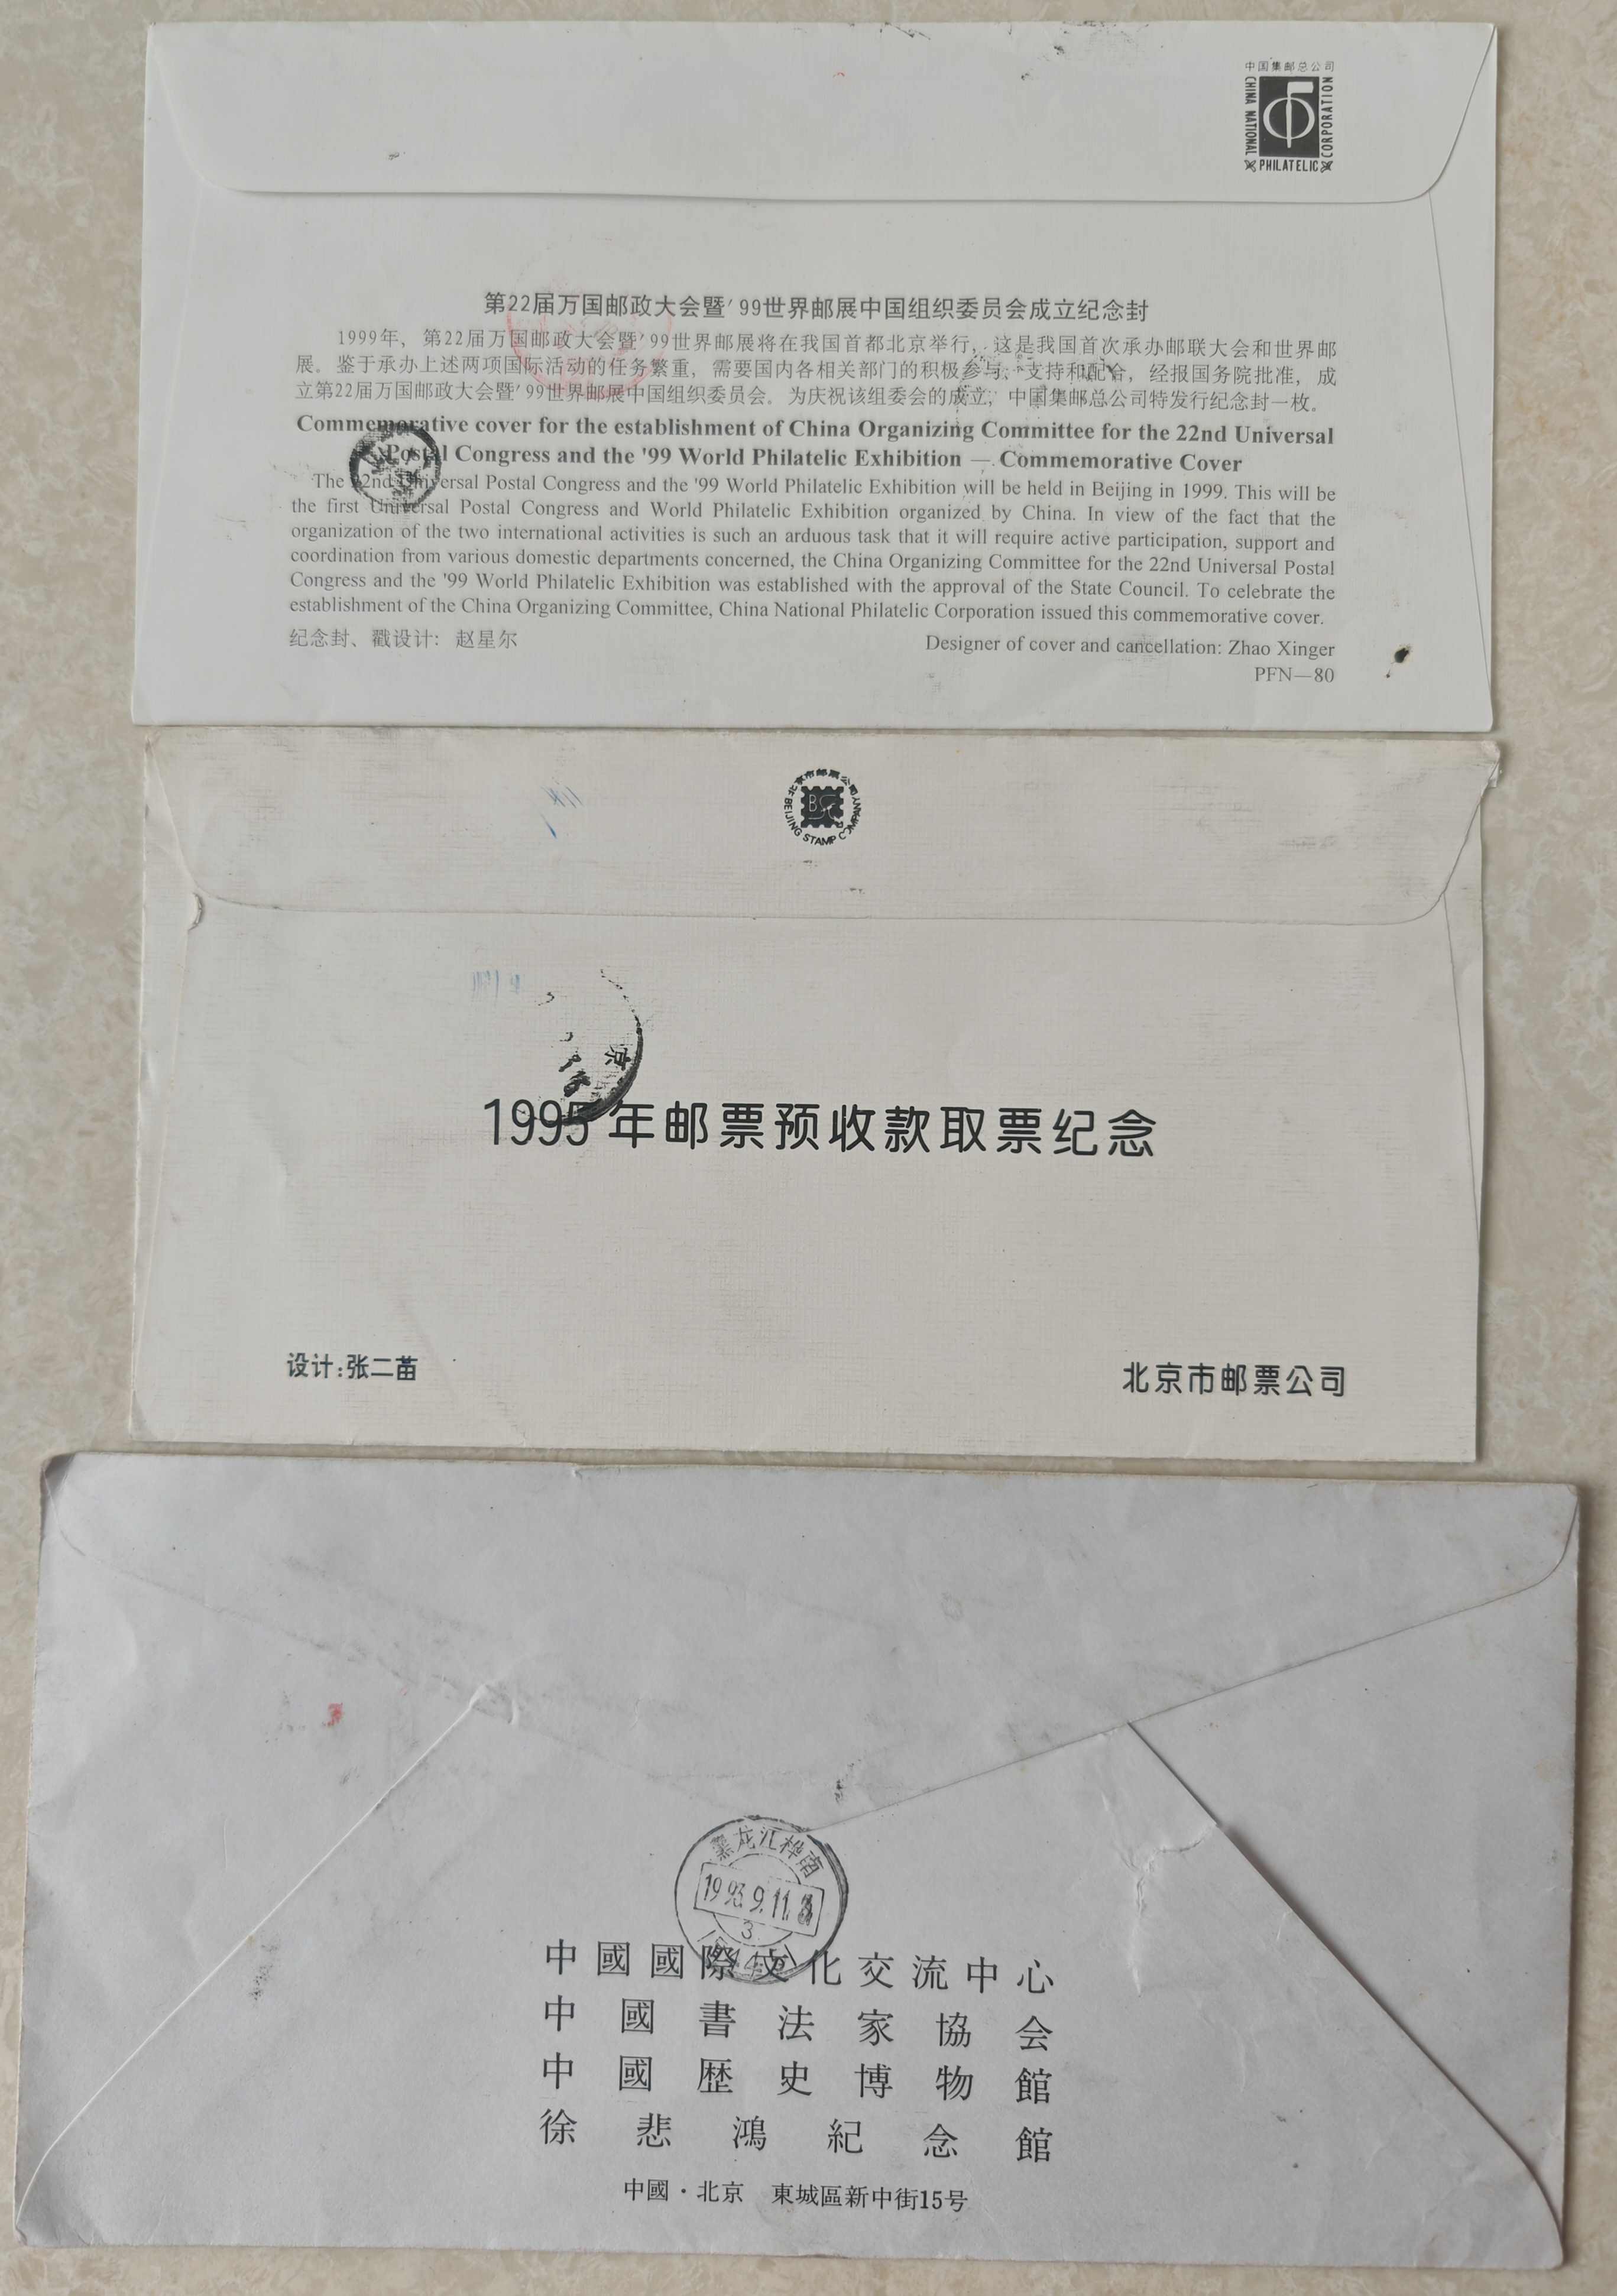 中国集邮总公司
CHINA NATIONAL
PHILATELIC
CORPORATION
第22届万国邮政大会暨'99世界邮展中国组织委员会成立纪念封
1999年，第22届万国邮政大会暨'99世界邮展将在我国首都北京举行，这是我国首次承办邮联大会和世界邮
展。鉴于承办上述两项国际活动的任务繁重，需要国内各相关部门的积极参与、支持和配合，经报国务院批准，成
立第22届万国邮政大会暨'99世界邮展中国组织委员会。为庆祝该组委会的成立，中国集邮总公司特发行纪念封一枚。
Commemorative cover for the establishment of China Organizing Committee for the 22nd Universal
Postal Congress and the '99 World Philatelic Exhibition — Commemorative Cover
The 22nd Universal Postal Congress and the '99 World Philatelic Exhibition will be held in Beijing in 1999. This will be
the first Universal Postal Congress and World Philatelic Exhibition organized by China. In view of the fact that the
organization of the two international activities is such an arduous task that it will require active participation, support and
coordination from various domestic departments concerned, the China Organizing Committee for the 22nd Universal Postal
Congress and the '99 World Philatelic Exhibition was established with the approval of the State Council. To celebrate the
establishment of the China Organizing Committee, China National Philatelic Corporation issued this commemorative cover.
纪念封、戳设计：赵星尔
Designer of cover and cancellation: Zhao Xinger
PFN—80
北京市邮票公司
BEIJING STAMP COMPANY
京
1995年邮票预收款取票纪念
设计:张二苗
北京市邮票公司
黑龙江桦南
1993.9.11.
3
中國國際文化交流中心
中國書法家協会
中國歷史博物館
徐悲鴻紀念館
中國·北京 東城區新中街15号